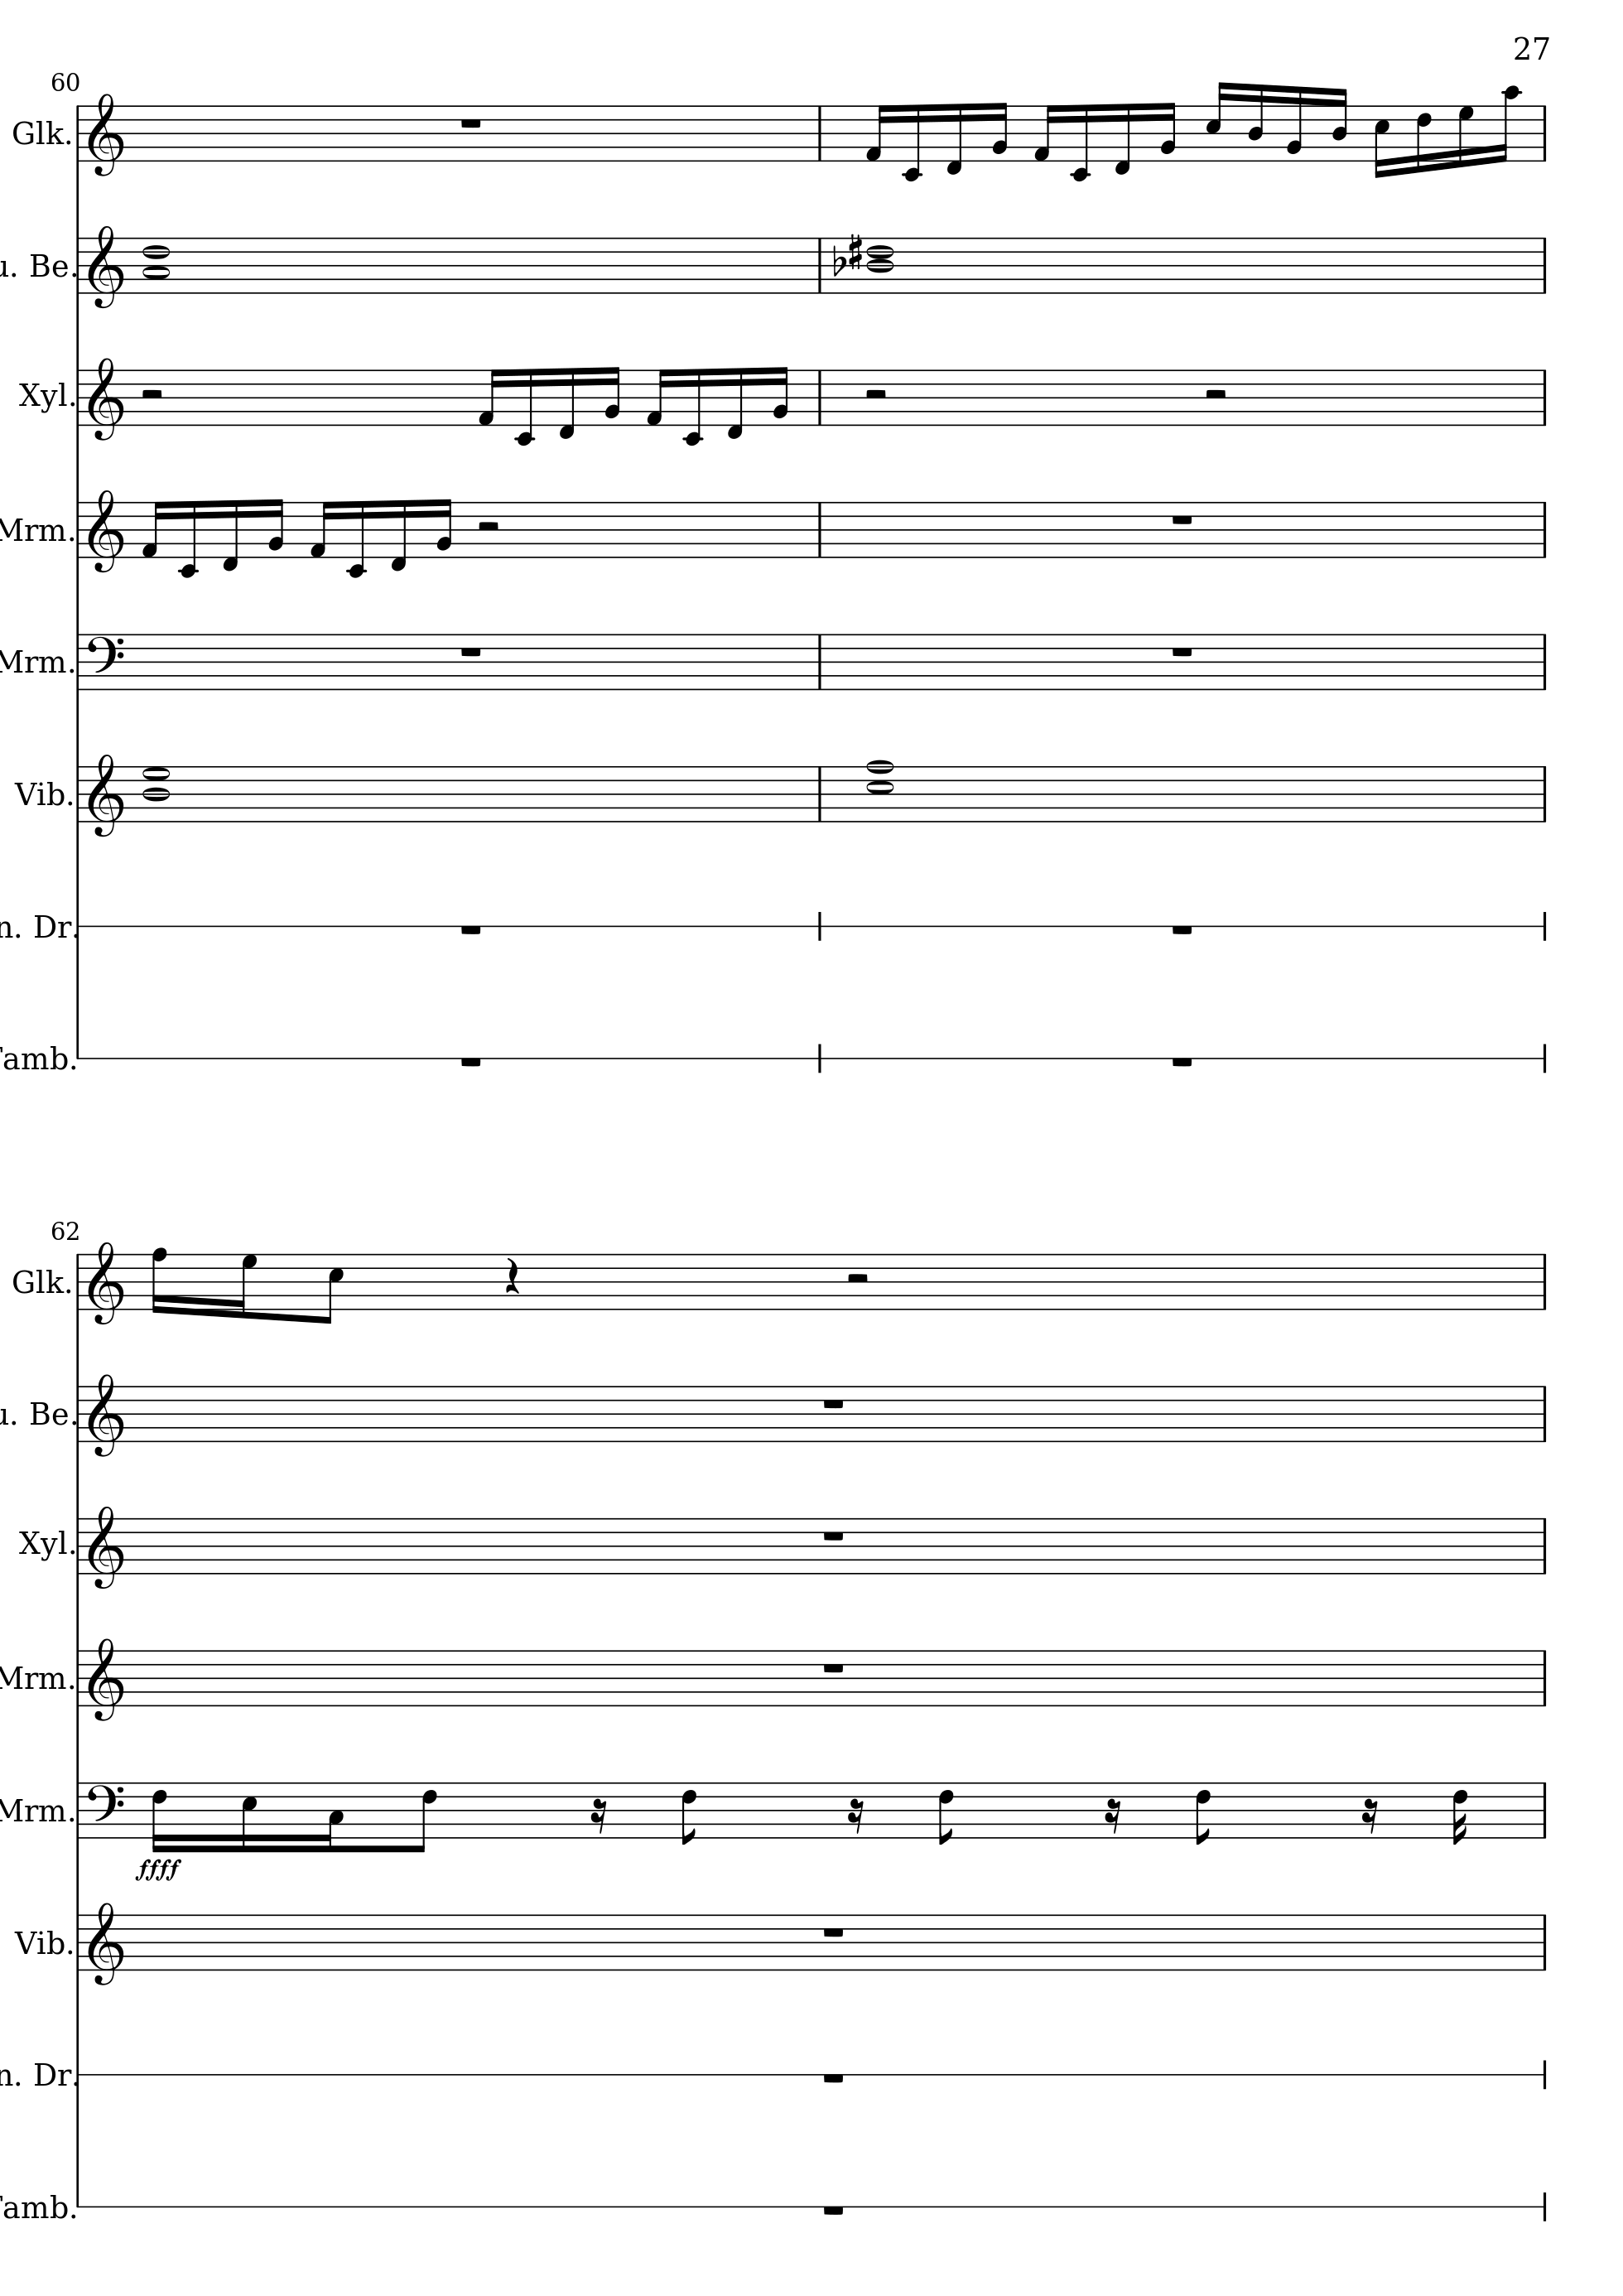 27
60
Glk.
u. Be.
Xyl.
Mrm.
Mrm.
Vib.
n. Dr.
Tamb.
62
Glk.
u. Be.
Xyl.
Mrm.
Mrm.
ffff
Vib.
n. Dr.
Tamb.